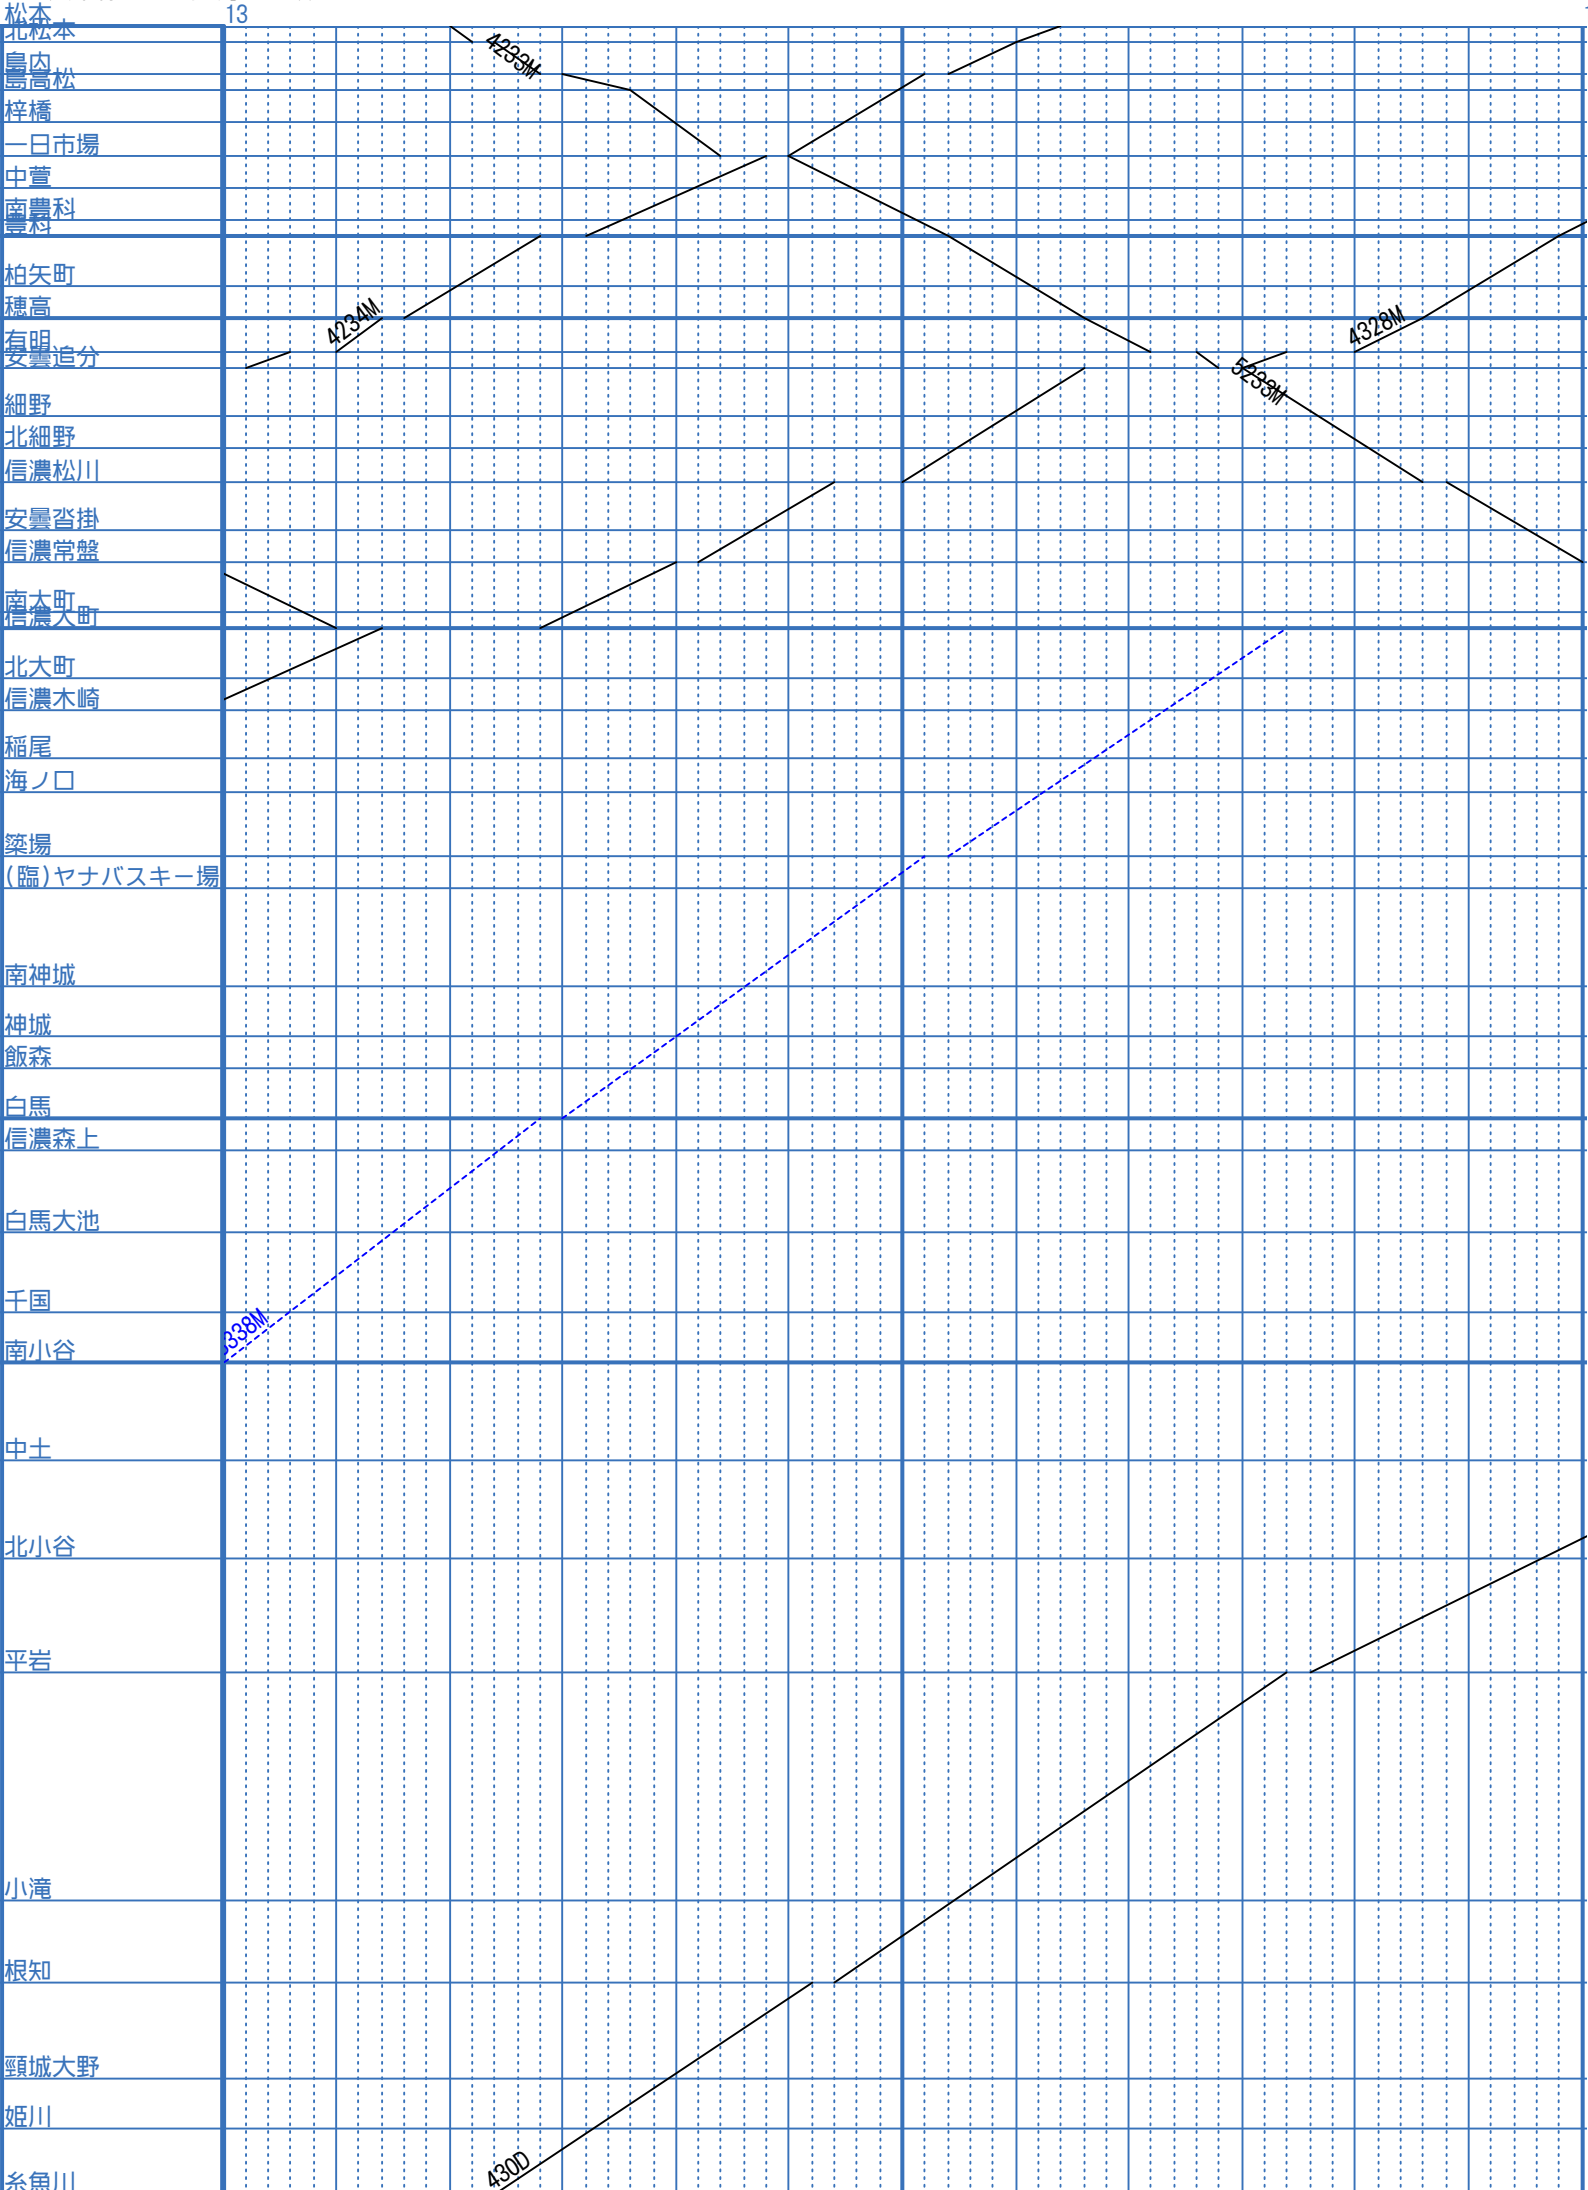 松本
13
北松本
島内
島高松
梓橋
一日市場
中萱
南豊科
豊科
柏矢町
穂高
有明
安曇追分
細野
北細野
信濃松川
安曇沓掛
信濃常盤
南大町
信濃大町
北大町
信濃木崎
稲尾
海ノ口
簗場
(臨)ヤナバスキー場
南神城
神城
飯森
白馬
信濃森上
白馬大池
千国
南小谷
中土
北小谷
平岩
小滝
根知
頸城大野
姫川
糸魚川
4233M
4234M
4328M
5233M
338M
430D